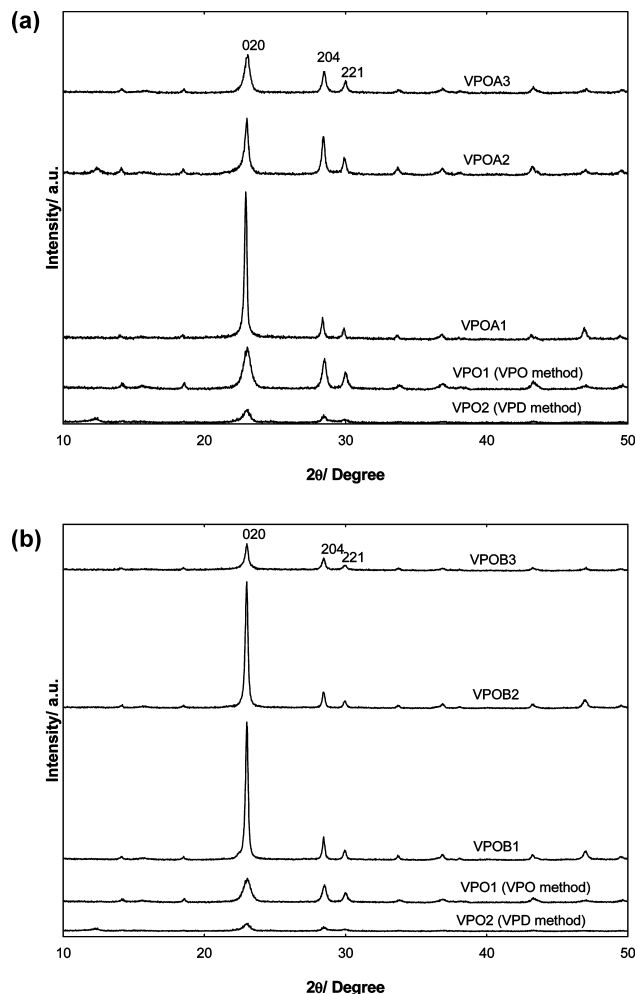 (a)
020
204
221
VPOA3
VPOA2
VPOA1
VPO1 (VPO method)
VPO2 (VPD method)
Intensity/ a.u.
10 20 30 40 50
2θ/ Degree
(b)
020
204
221
VPOB3
VPOB2
VPOB1
VPO1 (VPO method)
VPO2 (VPD method)
Intensity/ a.u.
10 20 30 40 50
2θ/ Degree